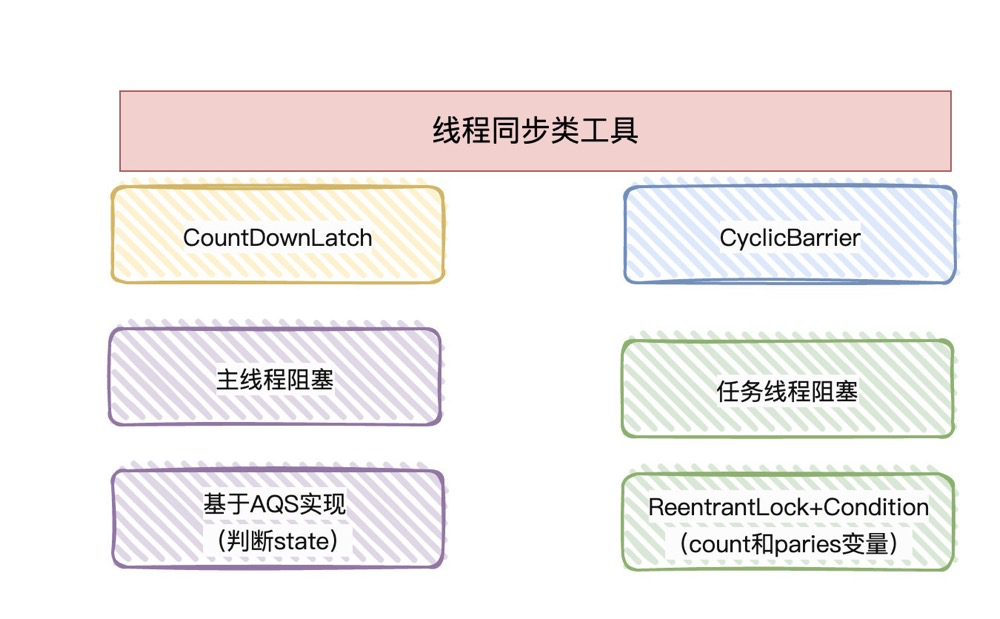 线程同步类工具
CountDownLatch
CyclicBarrier
主线程阻塞
任务线程阻塞
基于AQS实现
（判断state）
ReentrantLock+Condition
（count和paries变量）